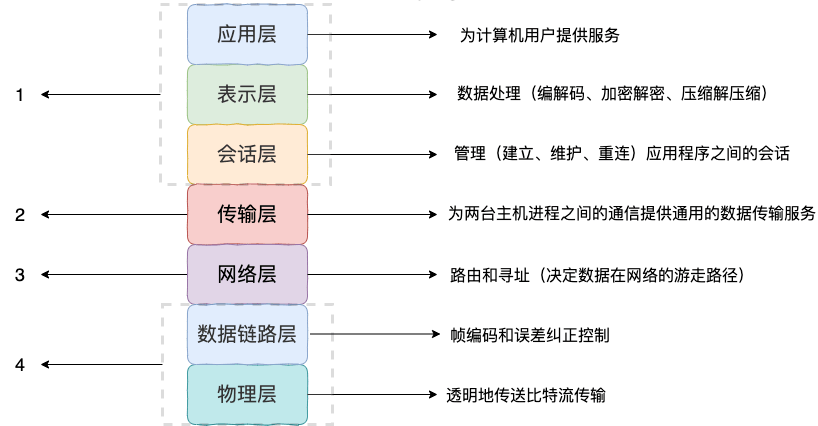 应用层
为计算机用户提供服务
1
表示层
数据处理（编解码、加密解密、压缩解压缩）
会话层
管理（建立、维护、重连）应用程序之间的会话
2
传输层
为两台主机进程之间的通信提供通用的数据传输服务
3
网络层
路由和寻址（决定数据在网络的游走路径）
数据链路层
帧编码和误差纠正控制
4
物理层
透明地传送比特流传输